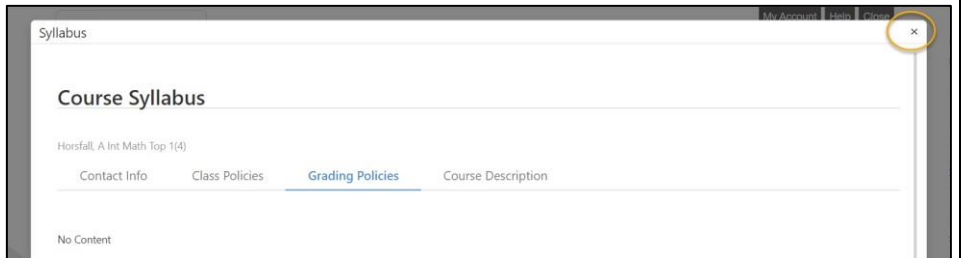 My Account Help Close
Syllabus ×
Course Syllabus
Horsfall, A Int Math Top 1(4)
Contact Info Class Policies Grading Policies Course Description
No Content